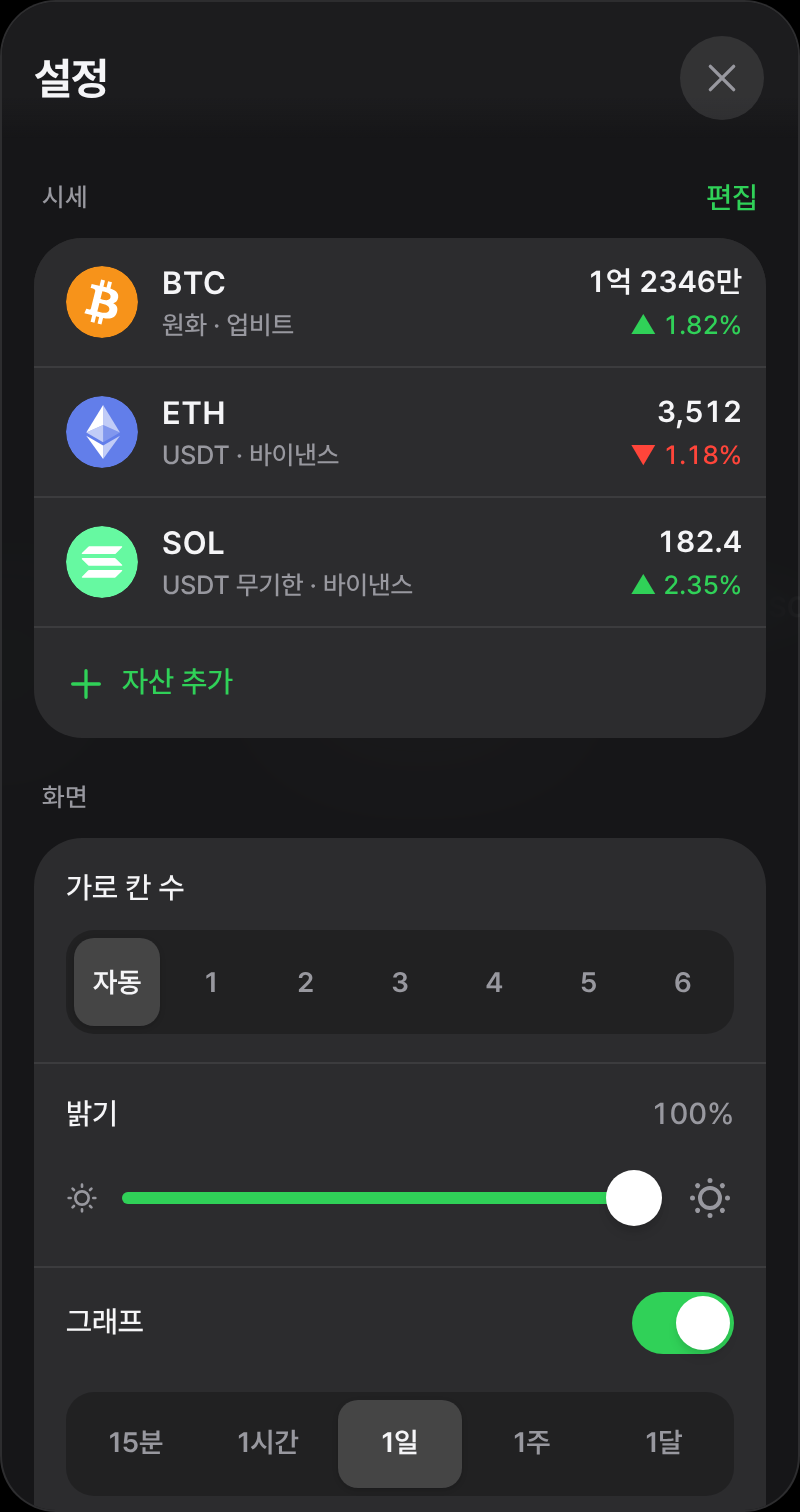 설정
시세
편집
BTC
1억 2346만
원화 · 업비트
▲ 1.82%
ETH
3,512
USDT · 바이낸스
▼ 1.18%
SOL
182.4
USDT 무기한 · 바이낸스
▲ 2.35%
자산 추가
화면
가로 칸 수
자동 1 2 3 4 5 6
밝기
100%
그래프
15분 1시간 1일 1주 1달